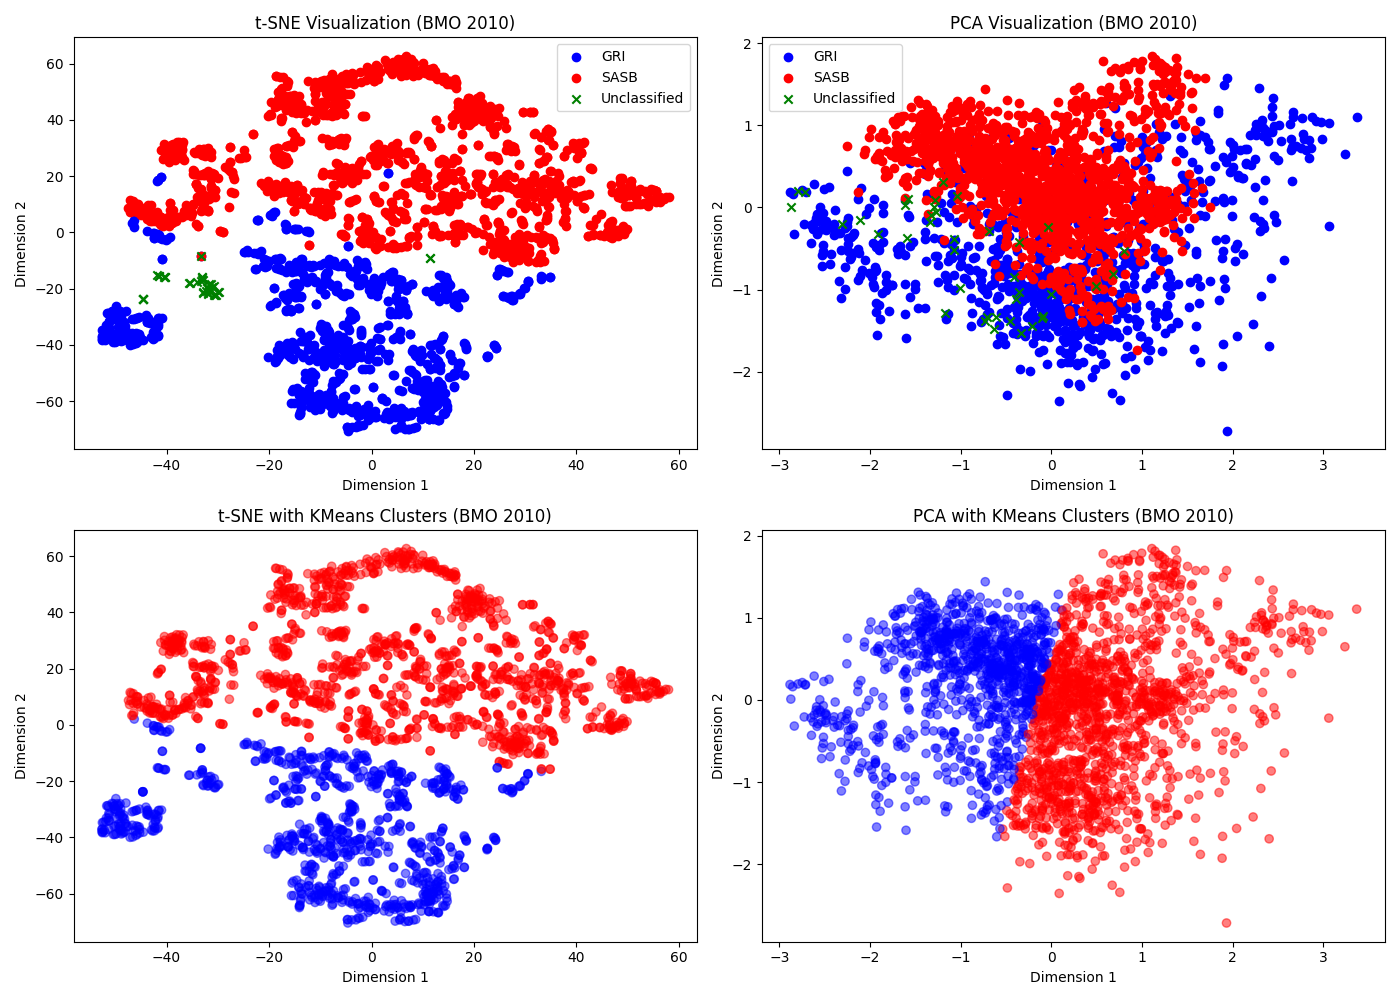 t-SNE Visualization (BMO 2010)
60
40
20
0
−20
−40
−60
Dimension 2
−40 −20 0 20 40 60
Dimension 1
GRI
SASB
Unclassified
PCA Visualization (BMO 2010)
2
1
0
−1
−2
Dimension 2
−3 −2 −1 0 1 2 3
Dimension 1
GRI
SASB
Unclassified
t-SNE with KMeans Clusters (BMO 2010)
60
40
20
0
−20
−40
−60
Dimension 2
−40 −20 0 20 40 60
Dimension 1
PCA with KMeans Clusters (BMO 2010)
2
1
0
−1
−2
Dimension 2
−3 −2 −1 0 1 2 3
Dimension 1